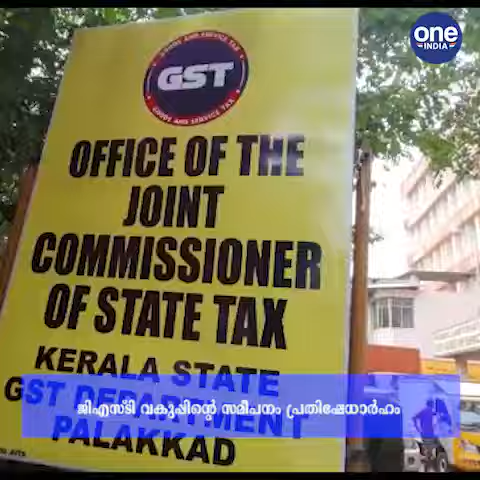 one
INDIA
GOODS AND SERVICE TAX
GST
GOODS AND SERVICE TAX
OFFICE OF THE
JOINT
COMMISSIONER
OF STATE TAX
KERALA STATE
GST DEPARTMENT
ജിഎസ്ടി വകുപ്പിന്റെ സമീപനം പ്രതിഷേധാർഹം
PALAKKAD